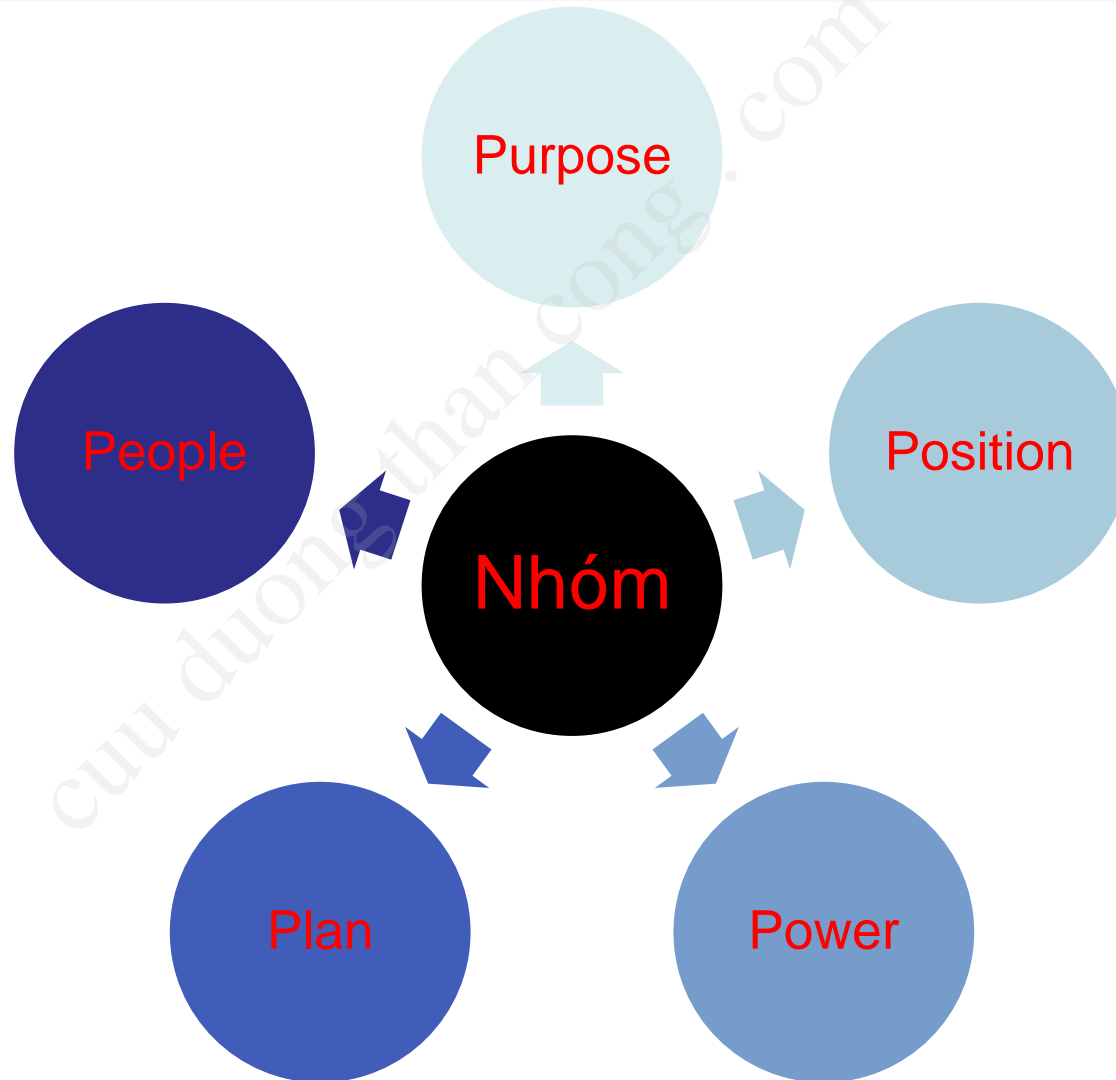 Purpose
People
Position
Nhóm
Plan
Power
cuu duong than cong . com